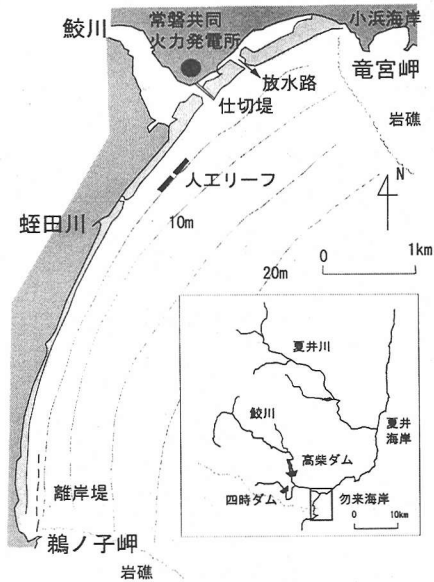 鮫川
常磐共同
火力発電所
小浜海岸
竜宮岬
放水路
仕切堤
岩礁
人工リーフ
N
蛭田川
10m
0 1km
20m
夏井川
鮫川
夏井
海岸
高柴ダム
四時ダム
勿来海岸
0 10km
離岸堤
鵜ノ子岬
岩礁